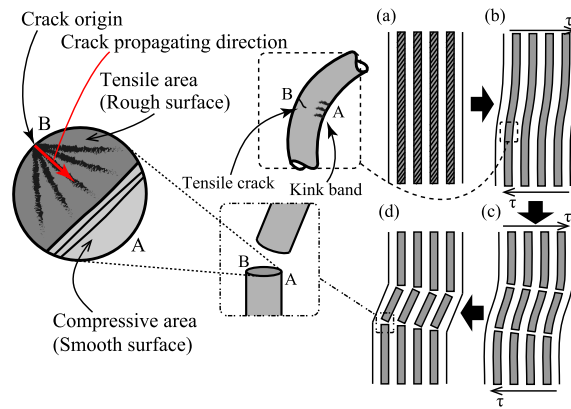 Crack origin
Crack propagating direction
Tensile area
(Rough surface)
B
A
Compressive area
(Smooth surface)
B
A
Tensile crack
Kink band
B
A
(a)
(b)
τ
τ
(d)
(c)
τ
τ